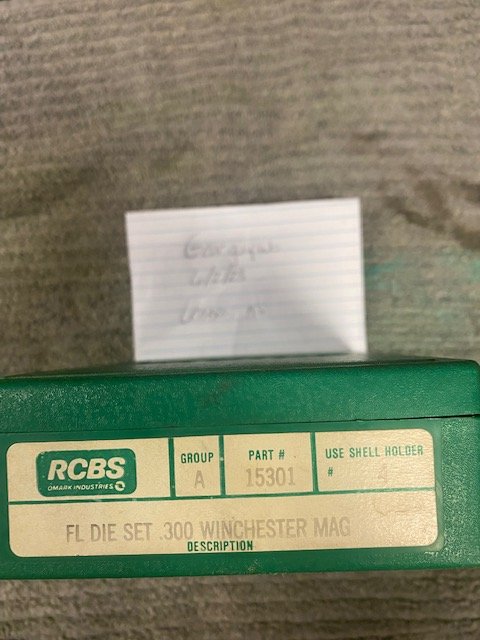 RCBS
OMARK INDUSTRIES
GROUP
A
PART #
15301
USE SHELL HOLDER
# 4
FL DIE SET .300 WINCHESTER MAG
DESCRIPTION